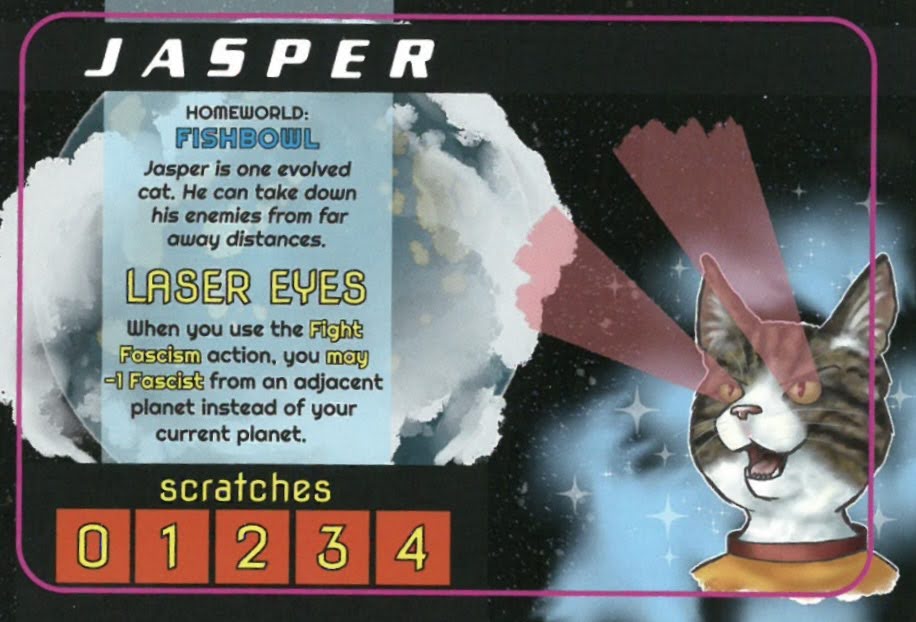 JASPER
HOMEWORLD:
FISHBOWL
Jasper is one evolved
cat. He can take down
his enemies from far
away distances.
LASER EYES
When you use the Fight
Fascism action, you may
-1 Fascist from an adjacent
planet instead of your
current planet.
scratches
0 1 2 3 4